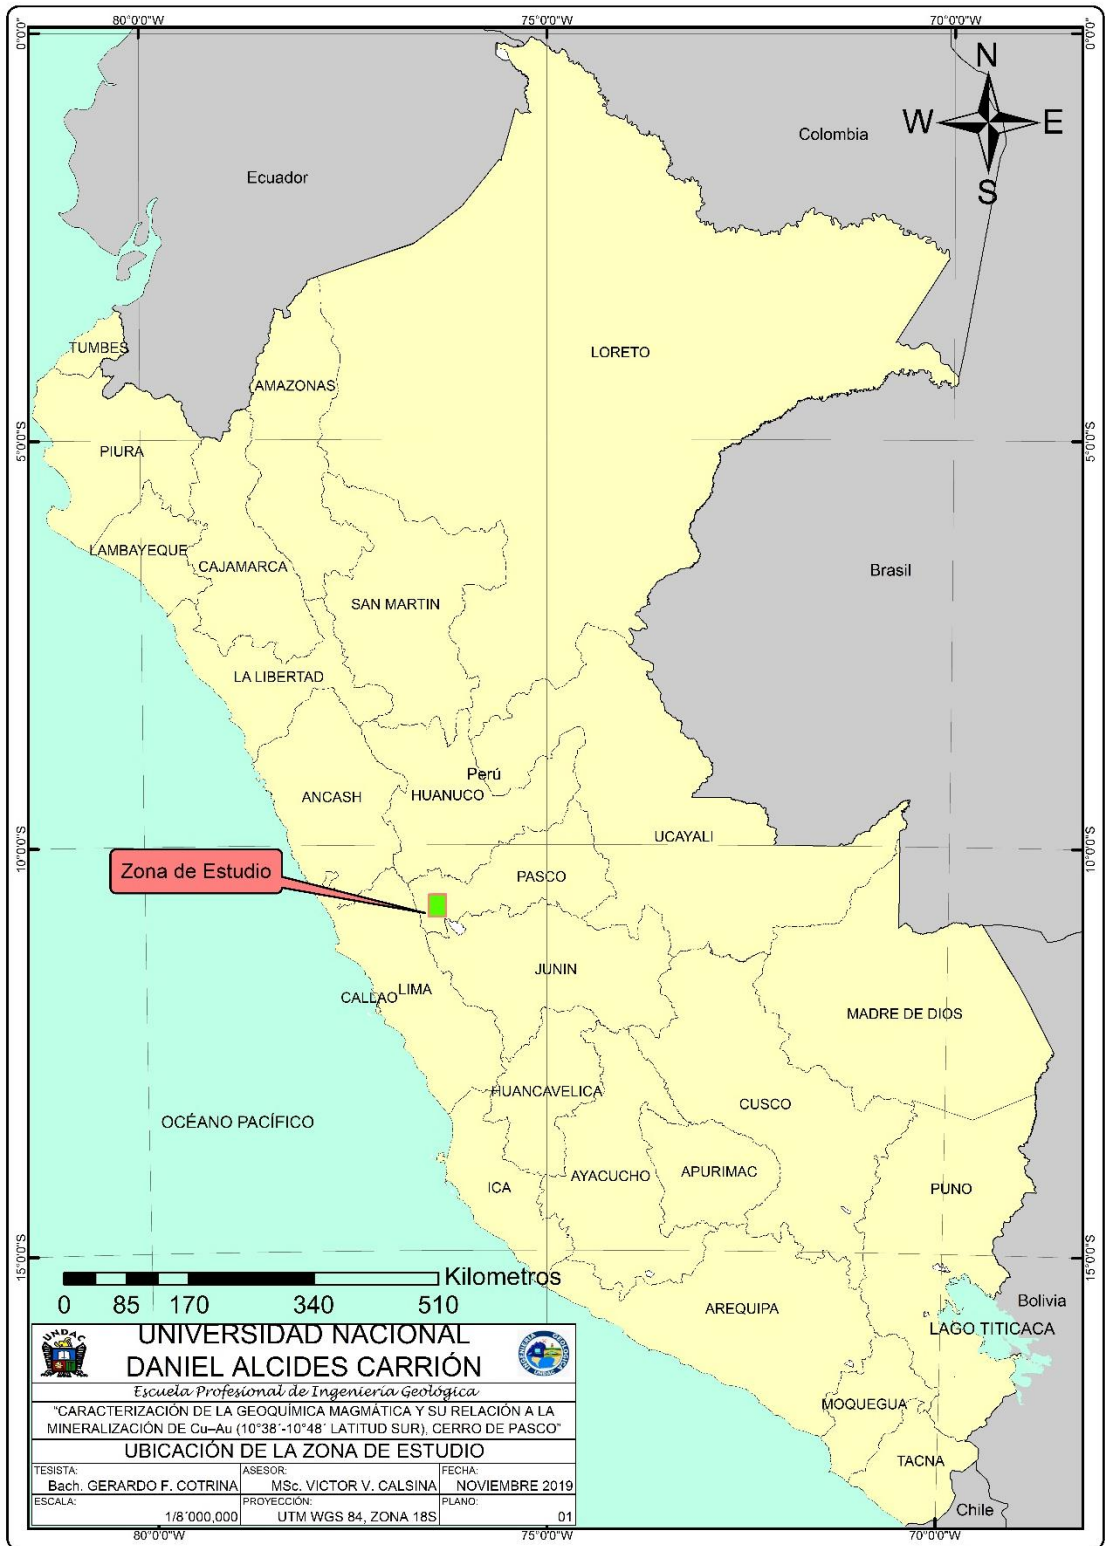 80°0'0"W
75°0'0"W
70°0'0"W
0°0'0"
0°0'0"
N
W
E
S
Colombia
Ecuador
TUMBES
LORETO
AMAZONAS
PIURA
5°0'0"S
5°0'0"S
LAMBAYEQUE
CAJAMARCA
Brasil
SAN MARTIN
LA LIBERTAD
Perú
ANCASH
HUANUCO
UCAYALI
10°0'0"S
10°0'0"S
Zona de Estudio
PASCO
JUNIN
CALLAO
LIMA
MADRE DE DIOS
HUANCAVELICA
CUSCO
OCÉANO PACÍFICO
AYACUCHO
APURIMAC
ICA
PUNO
15°0'0"S
15°0'0"S
Kilometros
0 85 170 340 510
AREQUIPA
Bolivia
LAGO TITICACA
MOQUEGUA
TACNA
Chile
UNDAC
UNIVERSIDAD NACIONAL
DANIEL ALCIDES CARRIÓN
Escuela Profesional de Ingeniería Geológica
"CARACTERIZACIÓN DE LA GEOQUÍMICA MAGMÁTICA Y SU RELACIÓN A LA
MINERALIZACIÓN DE Cu–Au (10°38´-10°48´ LATITUD SUR), CERRO DE PASCO"
UBICACIÓN DE LA ZONA DE ESTUDIO
TESISTA:
Bach. GERARDO F. COTRINA
ASESOR:
MSc. VICTOR V. CALSINA
FECHA:
NOVIEMBRE 2019
ESCALA:
1/8´000,000
PROYECCIÓN:
UTM WGS 84, ZONA 18S
PLANO:
01
80°0'0"W
75°0'0"W
70°0'0"W